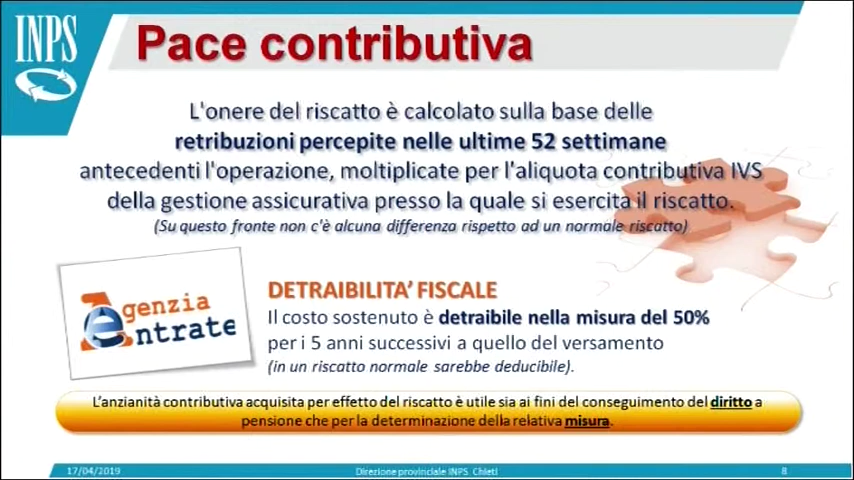 INPS
Pace contributiva
L'onere del riscatto è calcolato sulla base delle
retribuzioni percepite nelle ultime 52 settimane
antecedenti l'operazione, moltiplicate per l'aliquota contributiva IVS
della gestione assicurativa presso la quale si esercita il riscatto.
(Su questo fronte non c'è alcuna differenza rispetto ad un normale riscatto)
Agenzia
Entrate
DETRAIBILITA' FISCALE
Il costo sostenuto è detraibile nella misura del 50%
per i 5 anni successivi a quello del versamento
(in un riscatto normale sarebbe deducibile).
L'anzianità contributiva acquisita per effetto del riscatto è utile sia ai fini del conseguimento del diritto a
pensione che per la determinazione della relativa misura.
17/04/2019
Direzione provinciale INPS. Chieti
8